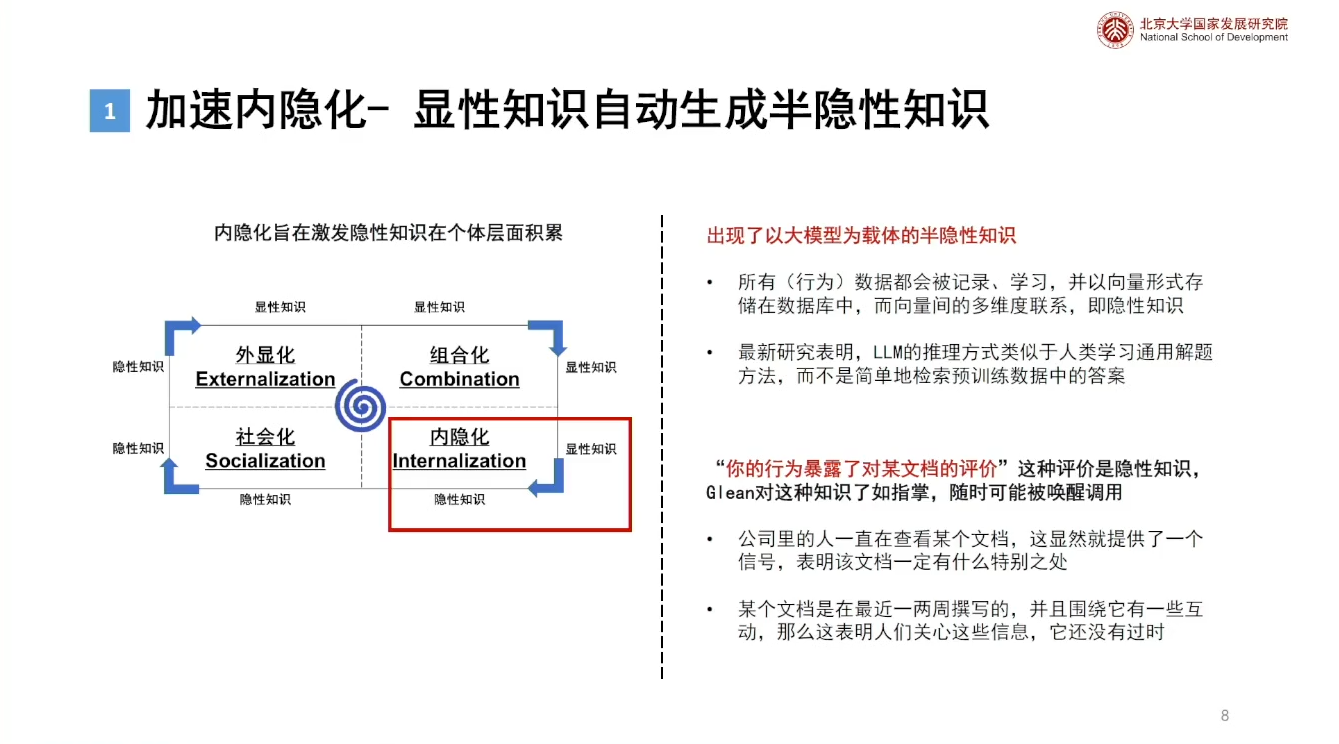 北京大学国家发展研究院
National School of Development
1
加速内隐化- 显性知识自动生成半隐性知识
内隐化旨在激发隐性知识在个体层面积累
显性知识
显性知识
隐性知识
外显化
Externalization
组合化
Combination
显性知识
隐性知识
社会化
Socialization
内隐化
Internalization
显性知识
隐性知识
隐性知识
出现了以大模型为载体的半隐性知识
• 所有（行为）数据都会被记录、学习，并以向量形式存
储在数据库中，而向量间的多维度联系，即隐性知识
• 最新研究表明，LLM的推理方式类似于人类学习通用解题
方法，而不是简单地检索预训练数据中的答案
“你的行为暴露了对某文档的评价”这种评价是隐性知识，
Glean对这种知识了如指掌，随时可能被唤醒调用
• 公司里的人一直在查看某个文档，这显然就提供了一个
信号，表明该文档一定有什么特别之处
• 某个文档是在最近一两周撰写的，并且围绕它有一些互
动，那么这表明人们关心这些信息，它还没有过时
8